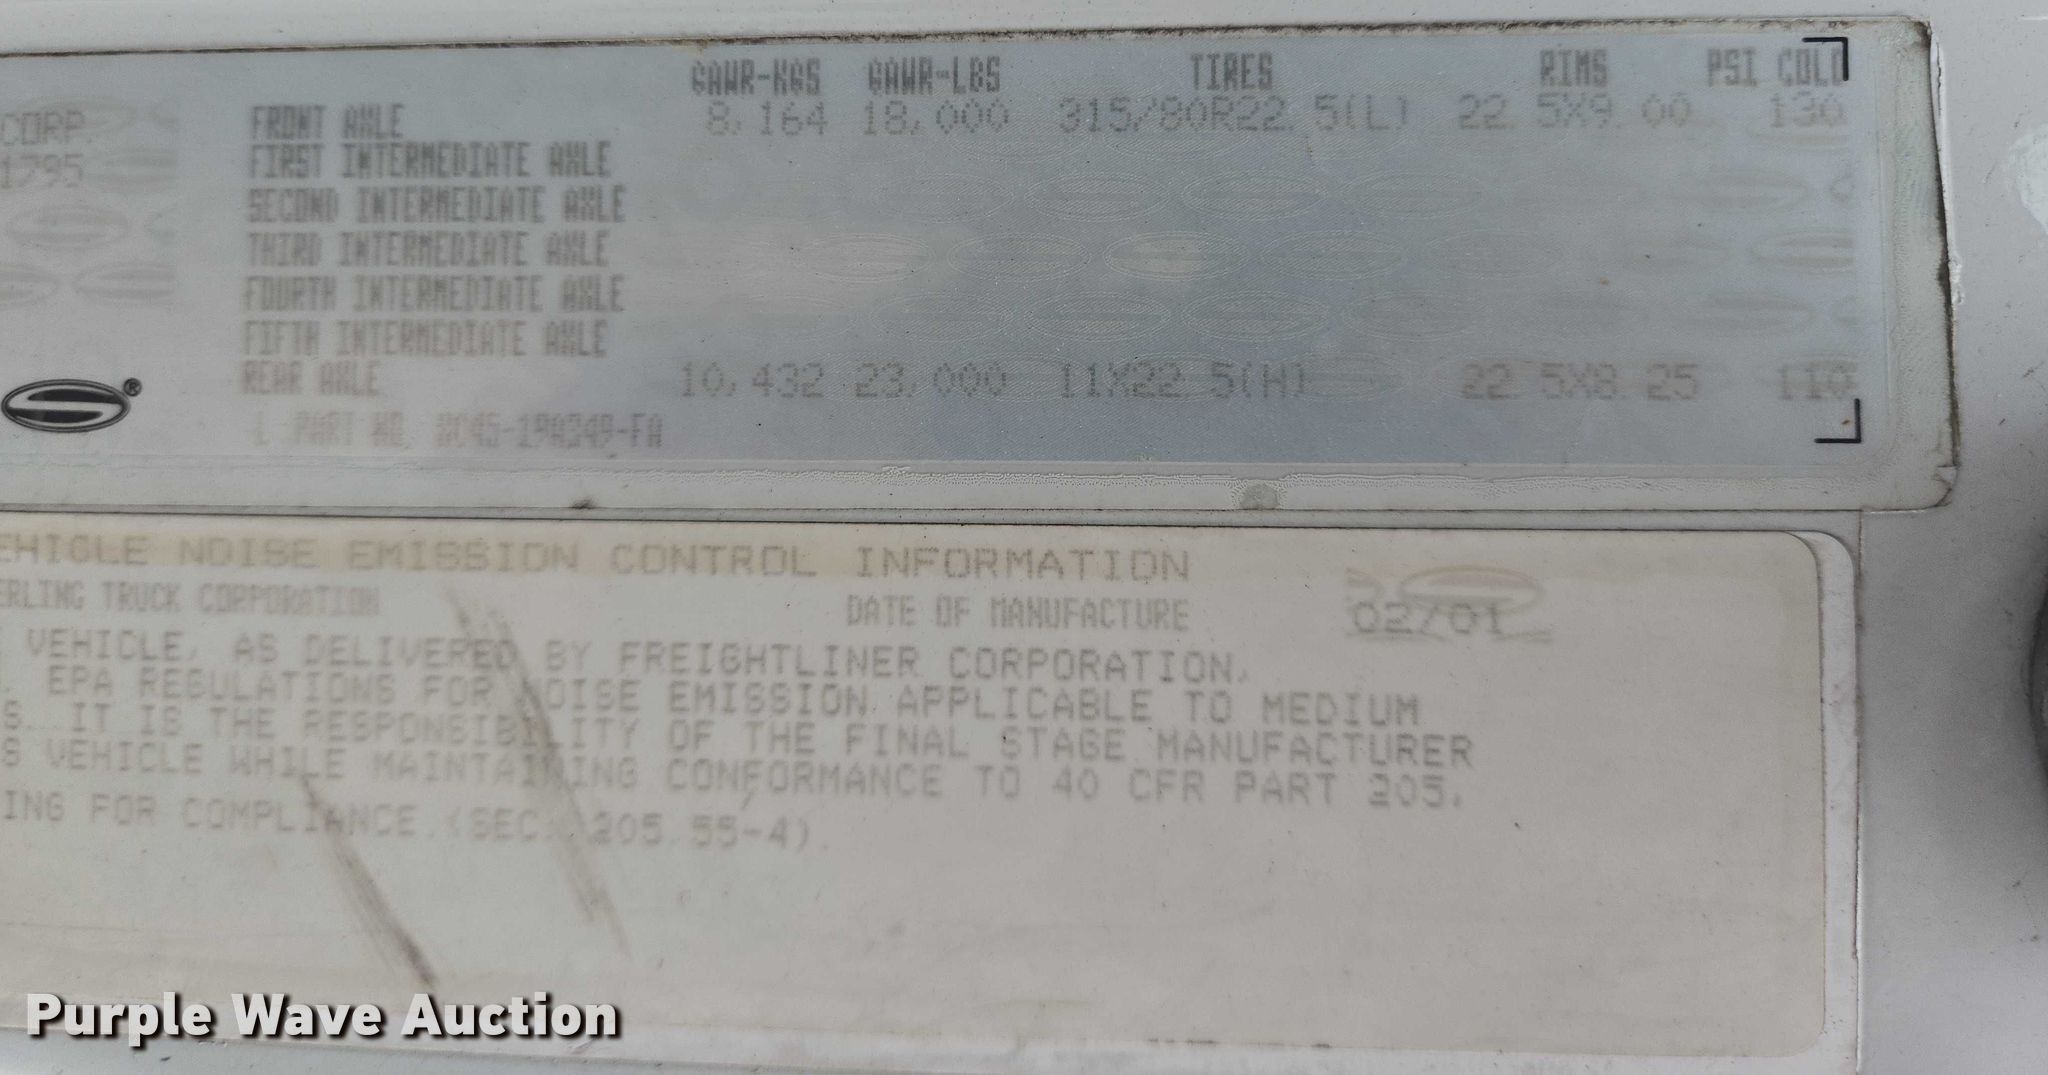 GAWR-KGS GAWR-LBS TIRES RIMS PSI COLD
CORP. FRONT AXLE 8,164 18,000 315/80R22.5(L) 22.5X9.00 130
1795 FIRST INTERMEDIATE AXLE
SECOND INTERMEDIATE AXLE
THIRD INTERMEDIATE AXLE
FOURTH INTERMEDIATE AXLE
FIFTH INTERMEDIATE AXLE
REAR AXLE 10,432 23,000 11X22.5(H) 22.5X8.25 110
®
PART NO.
EHICLE NOISE EMISSION CONTROL INFORMATION
ERLING TRUCK CORPORATION DATE OF MANUFACTURE 02/01
VEHICLE, AS DELIVERED BY FREIGHTLINER CORPORATION,
EPA REGULATIONS FOR NOISE EMISSION APPLICABLE TO MEDIUM
S. IT IS THE RESPONSIBILITY OF THE FINAL STAGE MANUFACTURER
S VEHICLE WHILE MAINTAINING CONFORMANCE TO 40 CFR PART 205,
ING FOR COMPLIANCE.(SEC. 205.55-4).
Purple Wave Auction